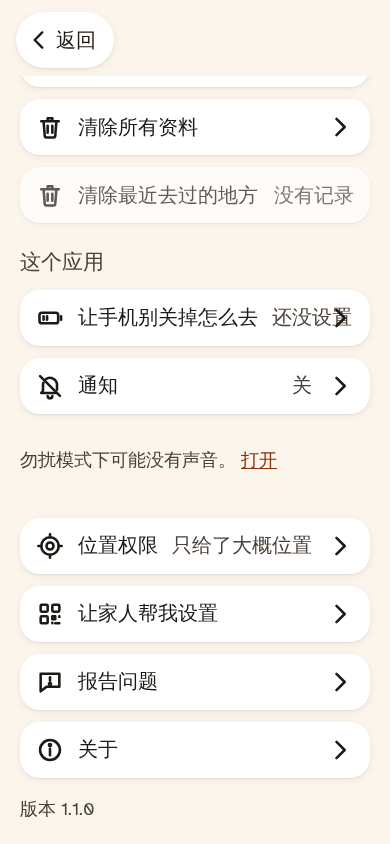 返回
清除所有资料
清除最近去过的地方 没有记录
这个应用
让手机别关掉怎么去 还没设置
通知 关
勿扰模式下可能没有声音。 打开
位置权限 只给了大概位置
让家人帮我设置
报告问题
关于
版本 1.1.0